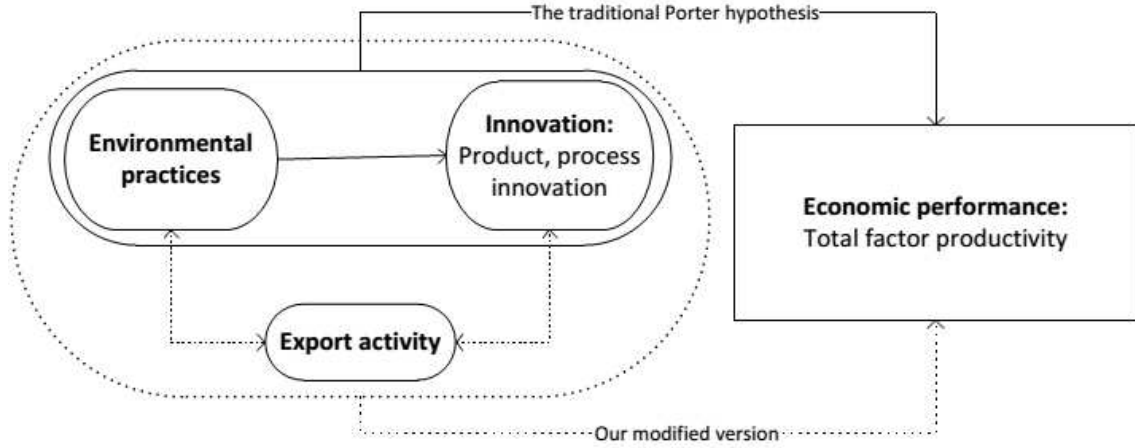 The traditional Porter hypothesis
Environmental
practices
Innovation:
Product, process
innovation
Economic performance:
Total factor productivity
Export activity
Our modified version